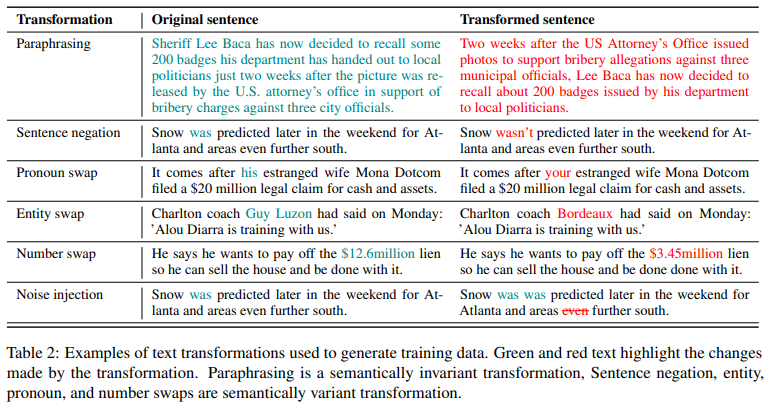 Transformation Original sentence Transformed sentence
Paraphrasing Sheriff Lee Baca has now decided to recall some Two weeks after the US Attorney's Office issued
200 badges his department has handed out to local photos to support bribery allegations against three
politicians just two weeks after the picture was re- municipal officials, Lee Baca has now decided to
leased by the U.S. attorney's office in support of recall about 200 badges issued by his department
bribery charges against three city officials. to local politicians.
Sentence negation Snow was predicted later in the weekend for At- Snow wasn't predicted later in the weekend for At-
lanta and areas even further south. lanta and areas even further south.
Pronoun swap It comes after his estranged wife Mona Dotcom It comes after your estranged wife Mona Dotcom
filed a $20 million legal claim for cash and assets. filed a $20 million legal claim for cash and assets.
Entity swap Charlton coach Guy Luzon had said on Monday: Charlton coach Bordeaux had said on Monday:
'Alou Diarra is training with us.' 'Alou Diarra is training with us.'
Number swap He says he wants to pay off the $12.6million lien He says he wants to pay off the $3.45million lien
so he can sell the house and be done with it. so he can sell the house and be done done with it.
Noise injection Snow was predicted later in the weekend for At- Snow was was predicted later in the weekend for
lanta and areas even further south. Atlanta and areas even further south.
Table 2: Examples of text transformations used to generate training data. Green and red text highlight the changes
made by the transformation. Paraphrasing is a semantically invariant transformation, Sentence negation, entity,
pronoun, and number swaps are semantically variant transformation.